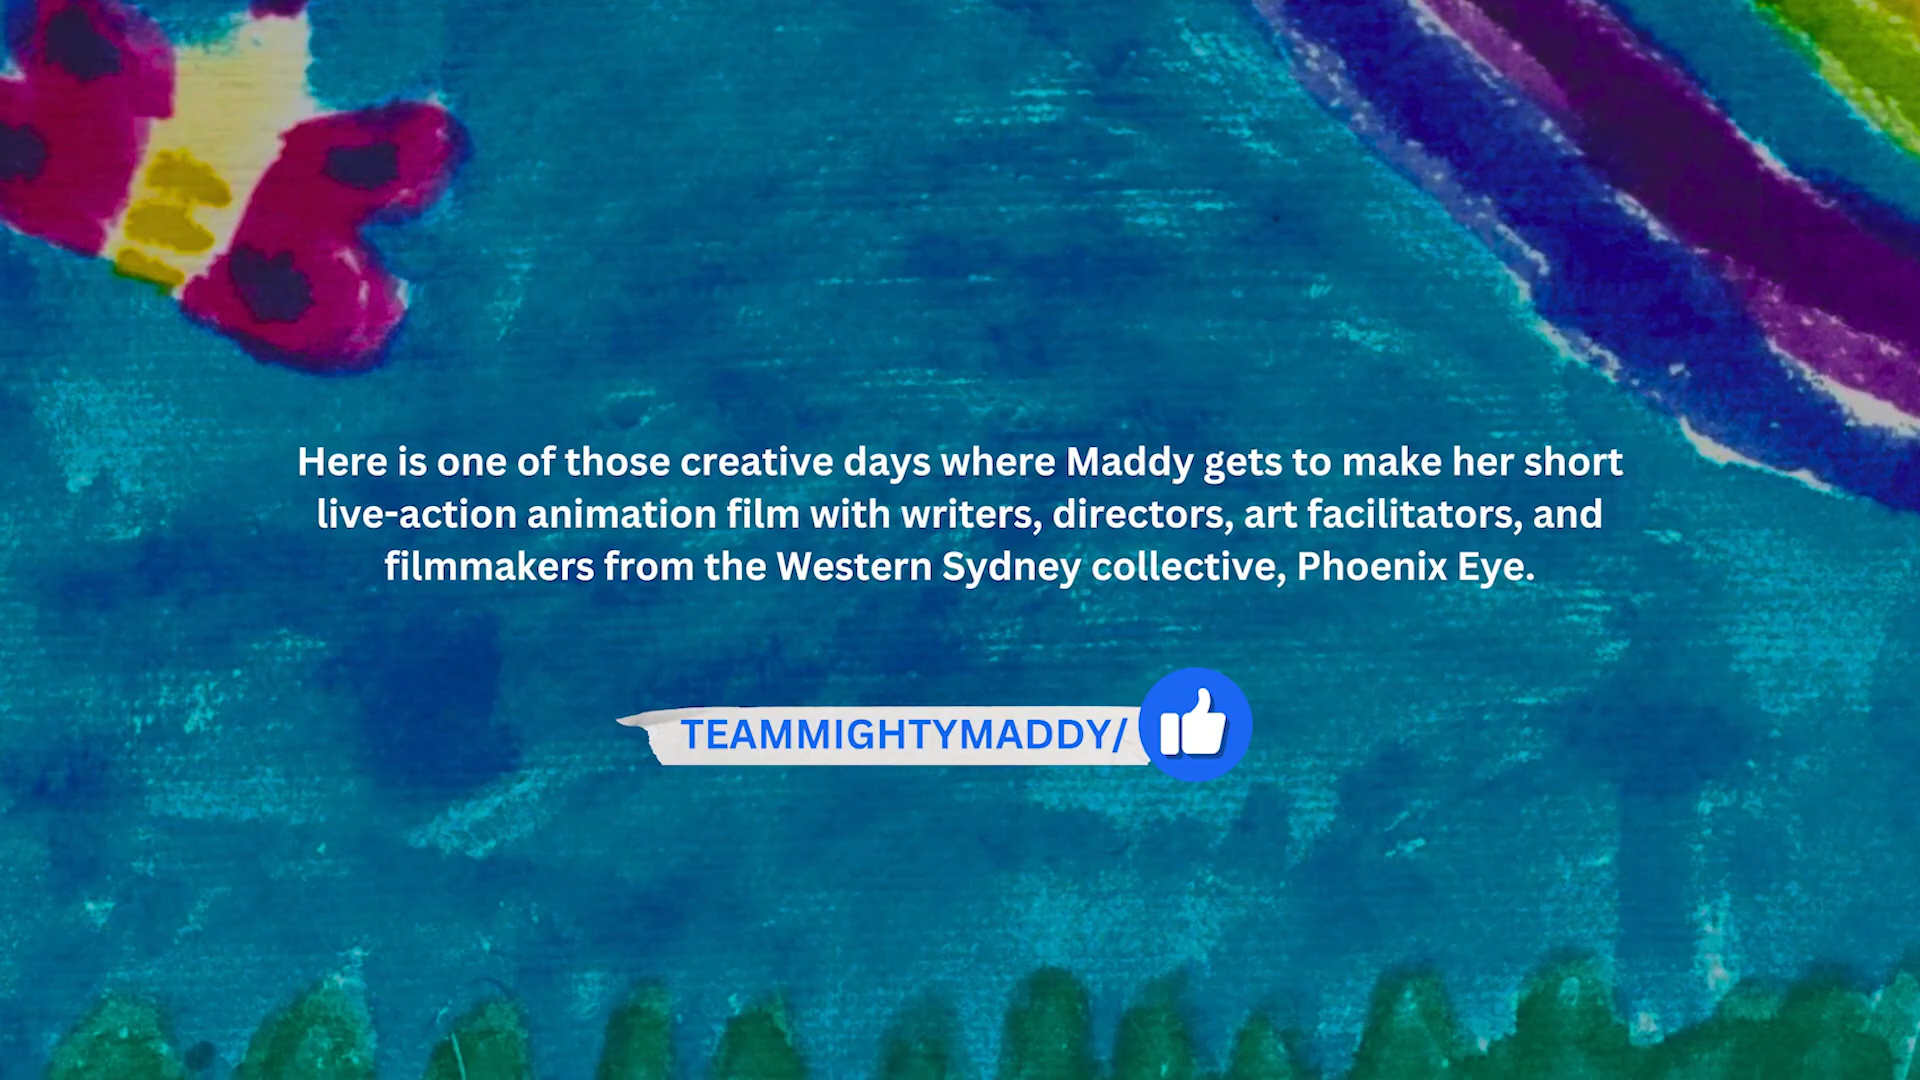 Here is one of those creative days where Maddy gets to make her short
live-action animation film with writers, directors, art facilitators, and
filmmakers from the Western Sydney collective, Phoenix Eye.
TEAMMIGHTYMADDY/